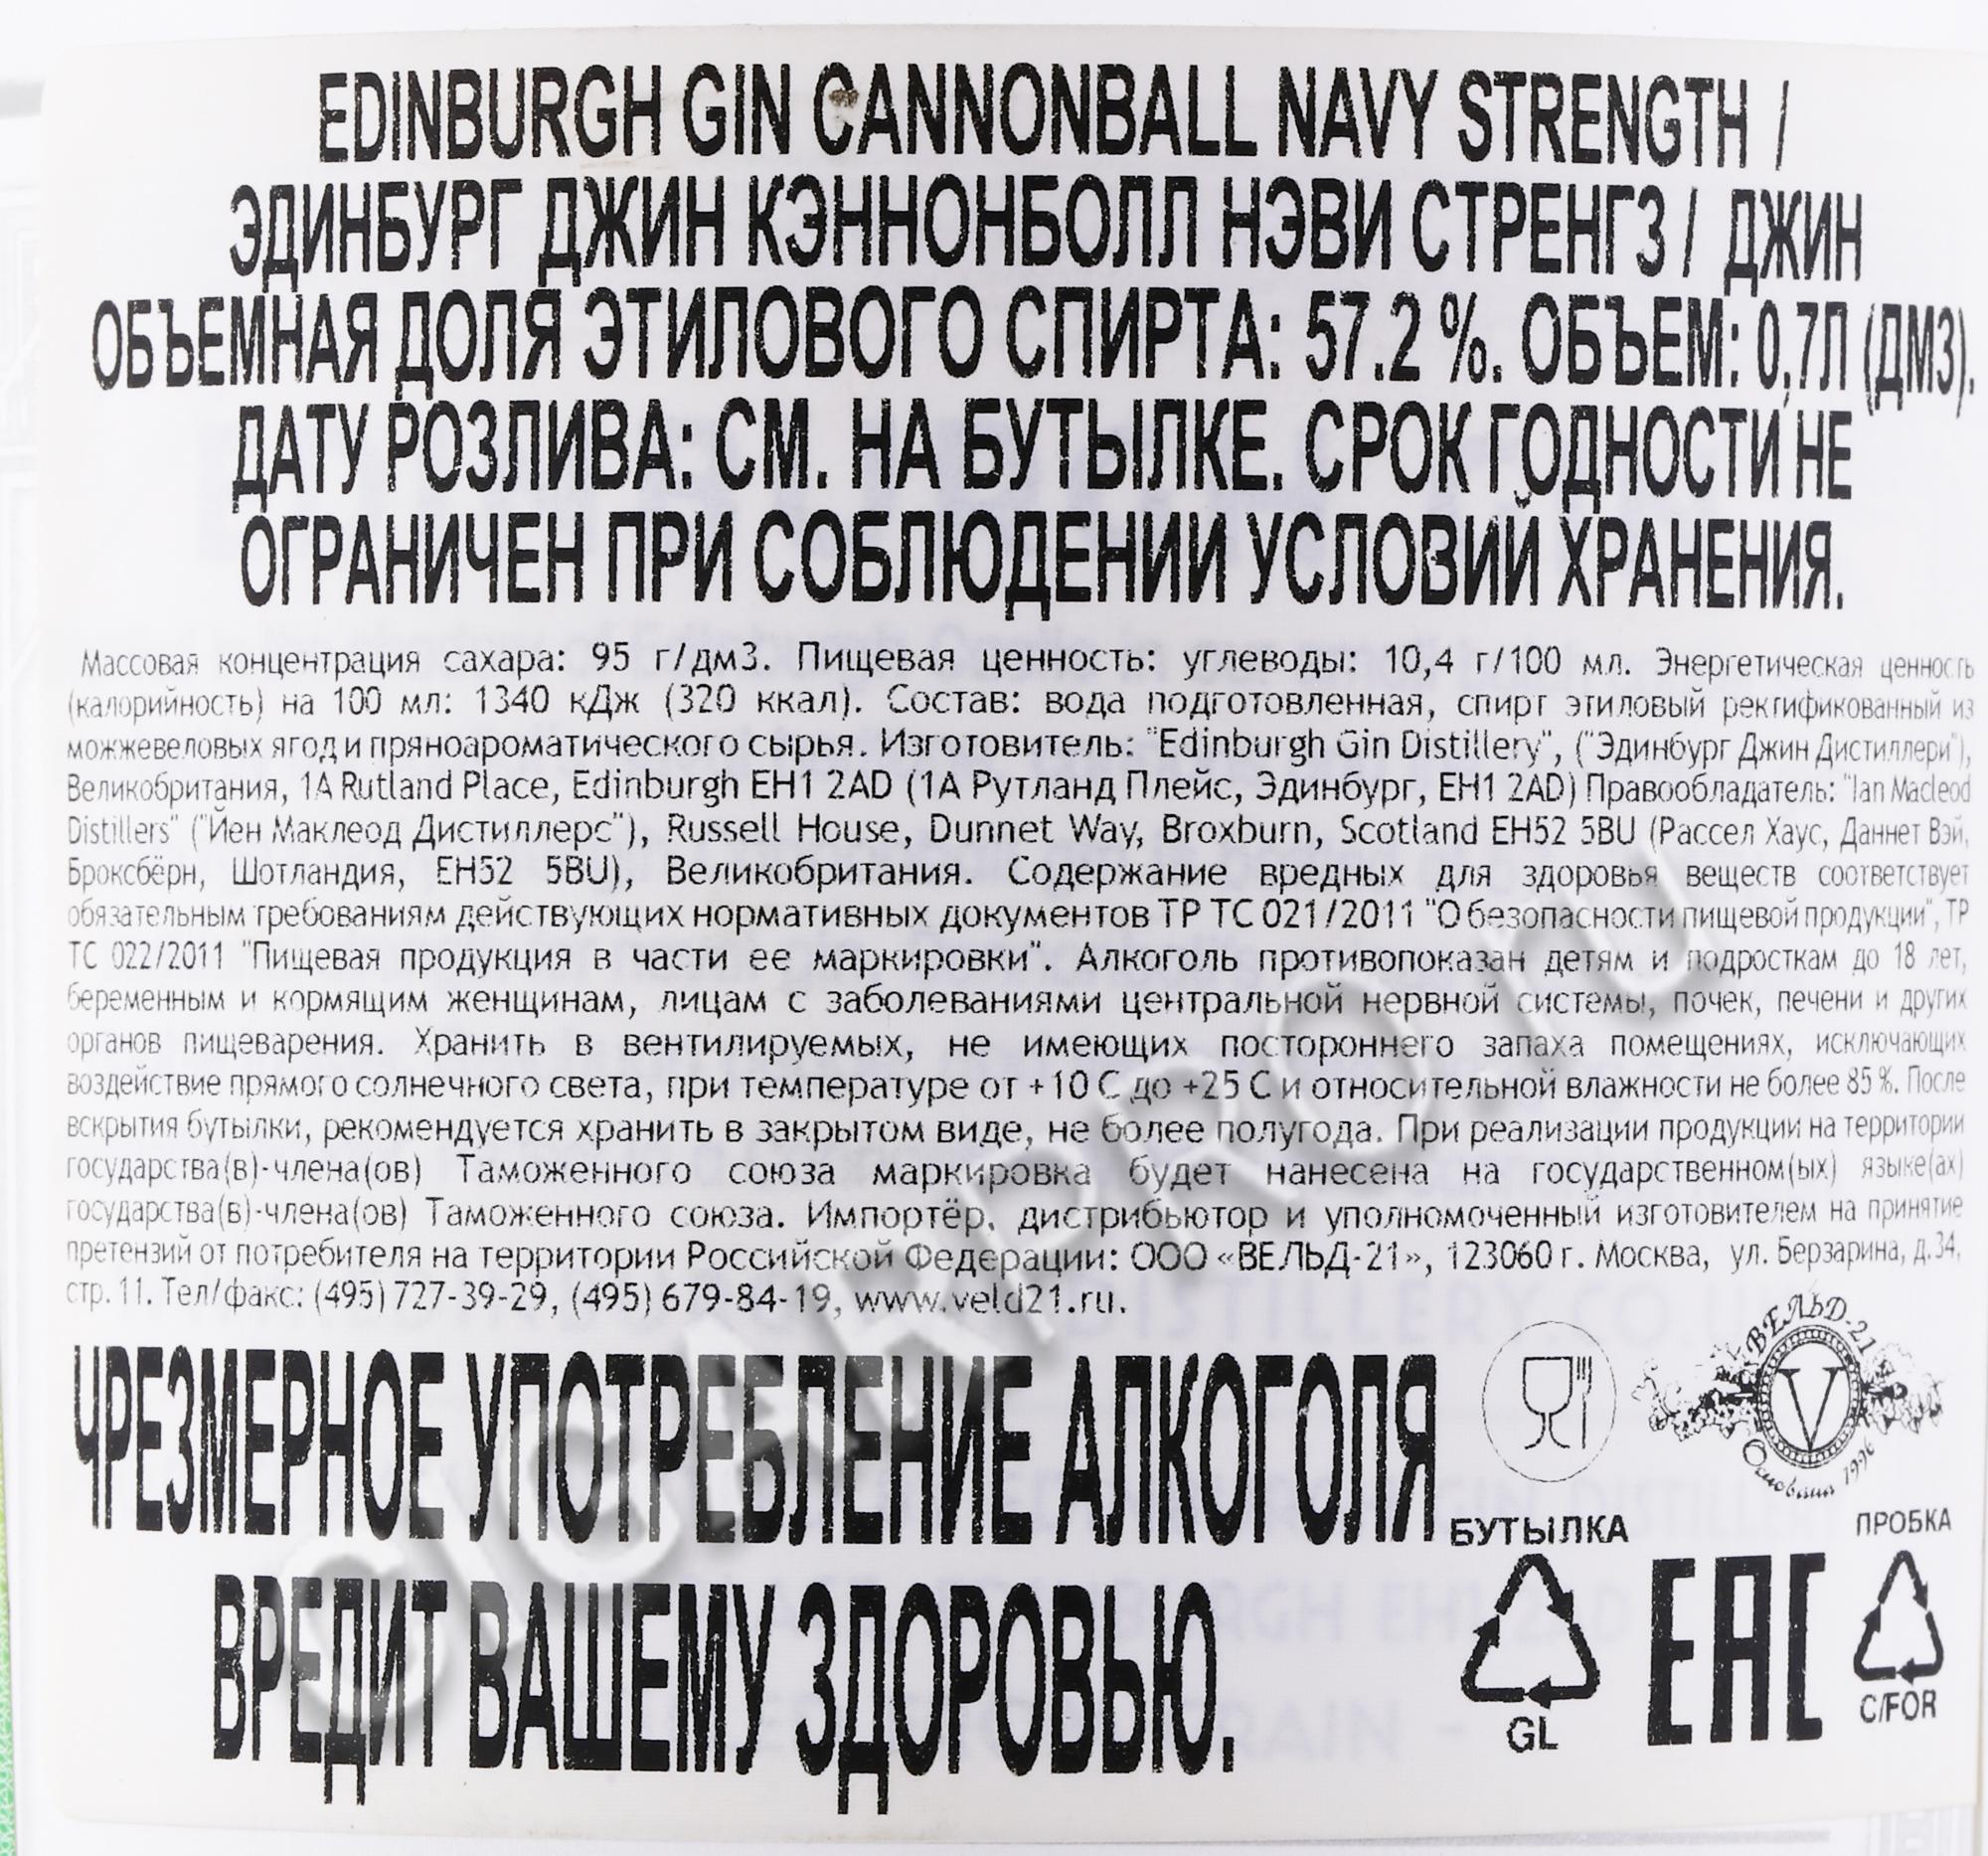 EDINBURGH GIN CANNONBALL NAVY STRENGTH /
ЭДИНБУРГ ДЖИН КЭННОНБОЛЛ НЭВИ СТРЕНГЗ / ДЖИН
ОБЪЕМНАЯ ДОЛЯ ЭТИЛОВОГО СПИРТА: 57.2 %. ОБЪЕМ: 0,7Л (ДМ3).
ДАТУ РОЗЛИВА: СМ. НА БУТЫЛКЕ. СРОК ГОДНОСТИ НЕ
ОГРАНИЧЕН ПРИ СОБЛЮДЕНИИ УСЛОВИЙ ХРАНЕНИЯ.
Массовая концентрация сахара: 95 г/дм3. Пищевая ценность: углеводы: 10,4 г/100 мл. Энергетическая ценность
(калорийность) на 100 мл: 1340 кДж (320 ккал). Состав: вода подготовленная, спирт этиловый ректификованный из
можжевеловых ягод и пряноароматического сырья. Изготовитель: "Edinburgh Gin Distillery", ("Эдинбург Джин Дистиллери"),
Великобритания, 1A Rutland Place, Edinburgh EH1 2AD (1А Рутланд Плейс, Эдинбург, EH1 2AD) Правообладатель: "Ian Macleod
Distillers" ("Йен Маклеод Дистиллерс"), Russell House, Dunnet Way, Broxburn, Scotland EH52 5BU (Рассел Хаус, Даннет Вэй,
Броксбёрн, Шотландия, EH52 5BU), Великобритания. Содержание вредных для здоровья веществ соответствует
обязательным требованиям действующих нормативных документов ТР ТС 021/2011 "О безопасности пищевой продукции", ТР
ТС 022/2011 "Пищевая продукция в части ее маркировки". Алкоголь противопоказан детям и подросткам до 18 лет,
беременным и кормящим женщинам, лицам с заболеваниями центральной нервной системы, почек, печени и других
органов пищеварения. Хранить в вентилируемых, не имеющих постороннего запаха помещениях, исключающих
воздействие прямого солнечного света, при температуре от +10 С до +25 С и относительной влажности не более 85 %. После
вскрытия бутылки, рекомендуется хранить в закрытом виде, не более полугода. При реализации продукции на территории
государства(в)-члена(ов) Таможенного союза маркировка будет нанесена на государственном(ых) языке(ах)
государства(в)-члена(ов) Таможенного союза. Импортёр, дистрибьютор и уполномоченный изготовителем на принятие
претензий от потребителя на территории Российской Федерации: ООО «ВЕЛЬД-21», 123060 г. Москва, ул. Берзарина, д.34,
стр. 11. Тел/факс: (495) 727-39-29, (495) 679-84-19, www.veld21.ru.
ЧРЕЗМЕРНОЕ УПОТРЕБЛЕНИЕ АЛКОГОЛЯ
ВРЕДИТ ВАШЕМУ ЗДОРОВЬЮ.
ВЕЛЬД-21
V
1996
БУТЫЛКА
GL
EAC
ПРОБКА
C/FOR
CIGARPRO.RU